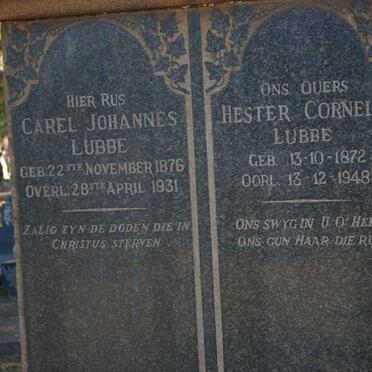 HIER RUS
CAREL JOHANNES
LUBBE
GEB: 22STE NOVEMBER 1876
OVERL: 28STE APRIL 1931
ZALIG ZYN DE DODEN DIE IN
CHRISTUS STERVEN
ONS OUERS
HESTER CORNEL
LUBBE
GEB. 13-10-1872
OORL. 13-12-1948
ONS SWYG IN U O! HE
ONS GUN HAAR DIE RU